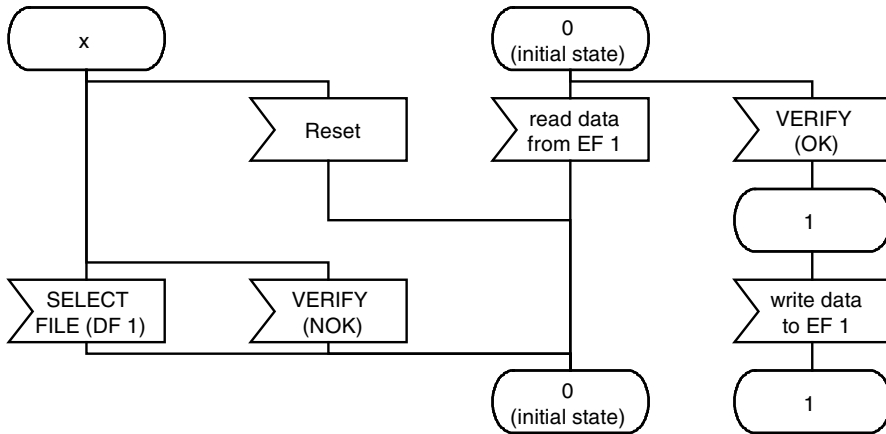 x
0
(initial state)
Reset
read data
from EF 1
VERIFY
(OK)
1
SELECT
FILE (DF 1)
VERIFY
(NOK)
write data
to EF 1
0
(initial state)
1